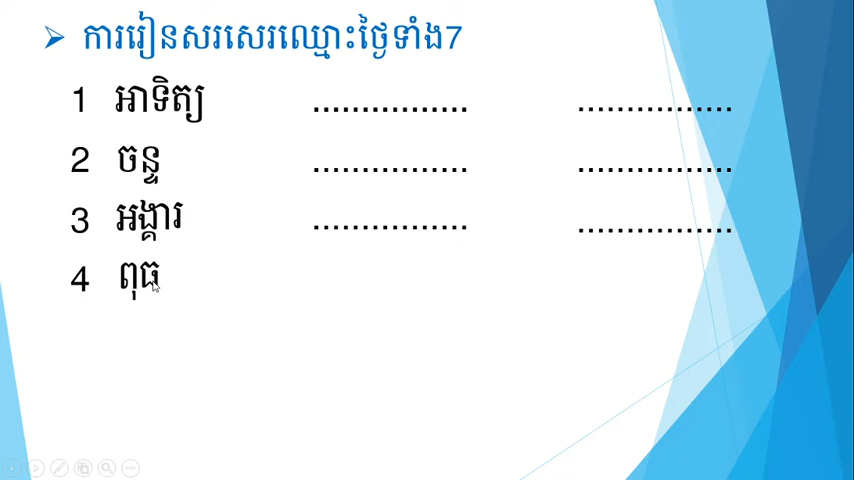 ➢ ការរៀនសរសេរឈ្មោះថ្ងៃទាំង7
1 អាទិត្យ ................ ................
2 ចន្ទ ................ ................
3 អង្គារ ................ ................
4 ពុធ